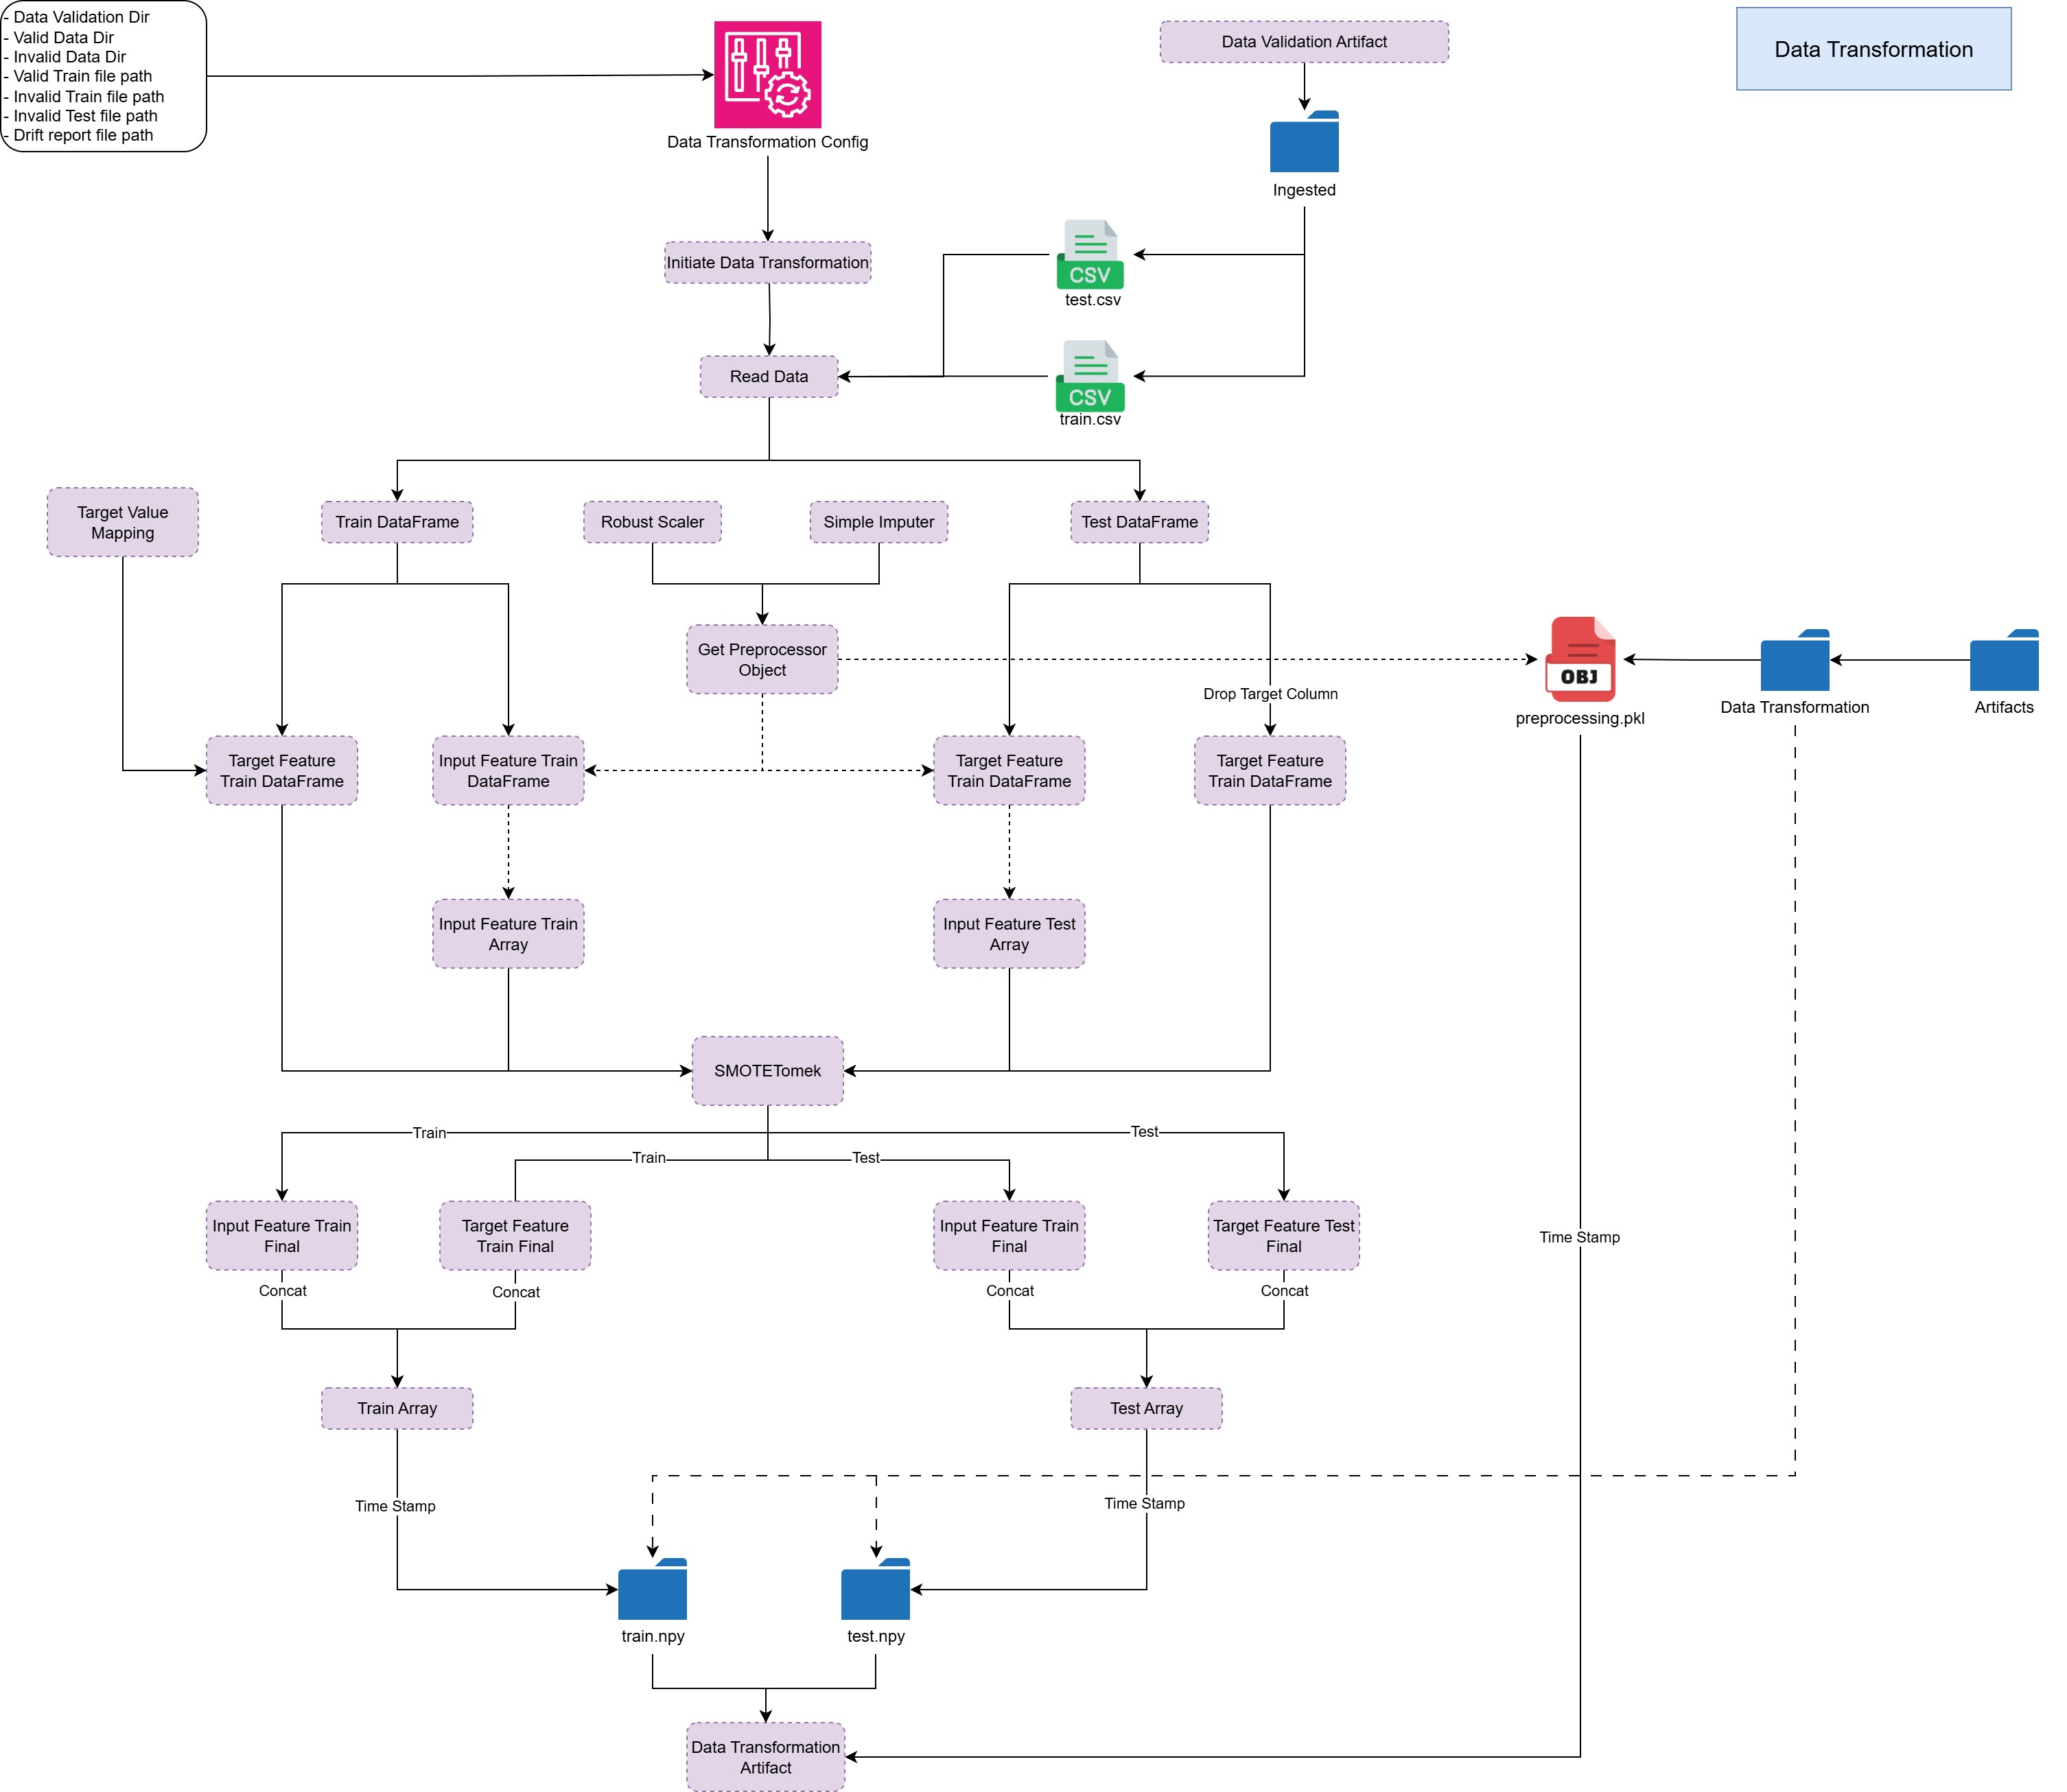 - Data Validation Dir
- Valid Data Dir
- Invalid Data Dir
- Valid Train file path
- Invalid Train file path
- Invalid Test file path
- Drift report file path
Data Transformation Config
Data Validation Artifact
Data Transformation
Ingested
Initiate Data Transformation
CSV
test.csv
Read Data
CSV
train.csv
Target Value
Mapping
Train DataFrame
Robust Scaler
Simple Imputer
Test DataFrame
Get Preprocessor
Object
Drop Target Column
OBJ
preprocessing.pkl
Data Transformation
Artifacts
Target Feature
Train DataFrame
Input Feature Train
DataFrame
Target Feature
Train DataFrame
Target Feature
Train DataFrame
Input Feature Train
Array
Input Feature Test
Array
SMOTETomek
Train
Test
Train
Test
Input Feature Train
Final
Target Feature
Train Final
Input Feature Train
Final
Target Feature Test
Final
Time Stamp
Concat
Concat
Concat
Concat
Train Array
Test Array
Time Stamp
Time Stamp
train.npy
test.npy
Data Transformation
Artifact